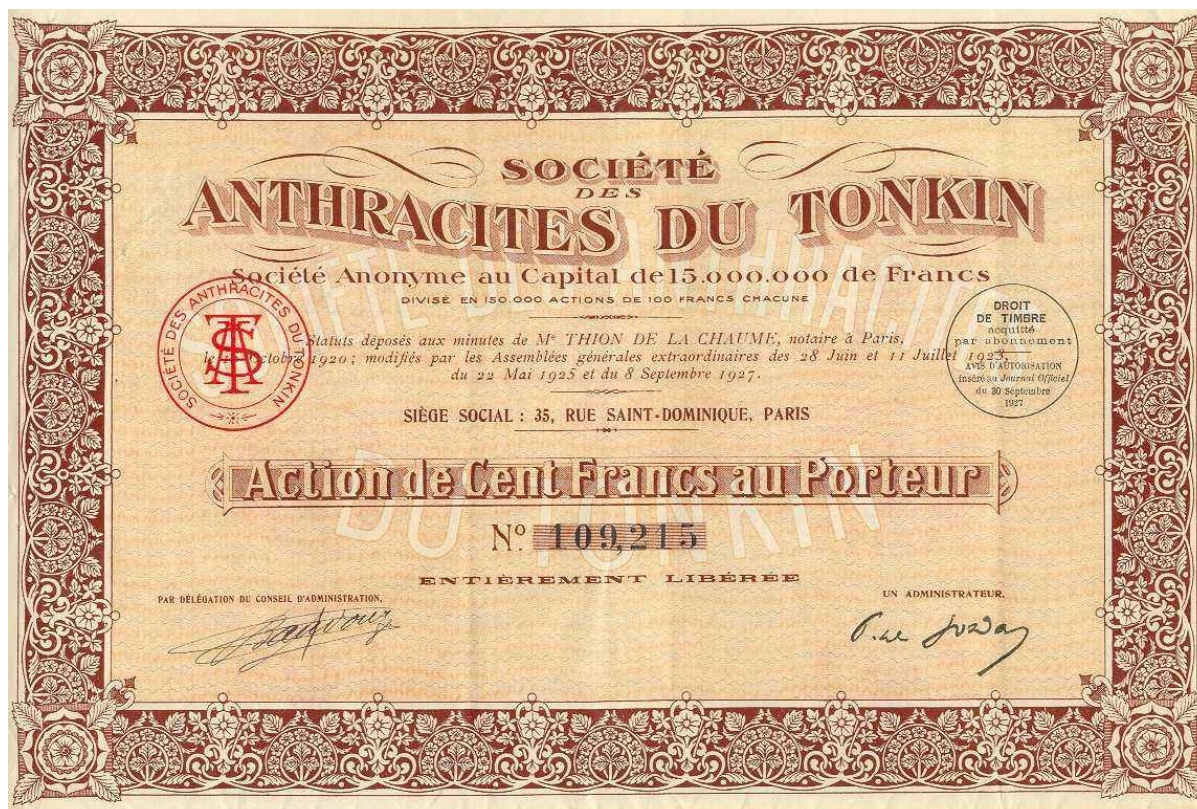 SOCIÉTÉ
DES
ANTHRACITES DU TONKIN
Société Anonyme au Capital de 15.000.000 de Francs
DIVISÉ EN 150.000 ACTIONS DE 100 FRANCS CHACUNE
Statuts déposés aux minutes de Mᵉ THION DE LA CHAUME, notaire à Paris,
le Octobre 1920; modifiés par les Assemblées générales extraordinaires des 28 Juin et 11 Juillet 1923,
du 22 Mai 1925 et du 8 Septembre 1927.
SOCIÉTÉ DES ANTHRACITES DU TONKIN
DROIT
DE TIMBRE
acquitté
par abonnement
AVIS D'AUTORISATION
inséré au Journal Officiel
du 30 Septembre
1927
SIÈGE SOCIAL : 35, RUE SAINT-DOMINIQUE, PARIS
Action de Cent Francs au Porteur
Nº 109,215
ENTIÈREMENT LIBÉRÉE
PAR DÉLÉGATION DU CONSEIL D'ADMINISTRATION,
UN ADMINISTRATEUR,
SOCIÉTÉ DES ANTHRACITES
DU TONKIN